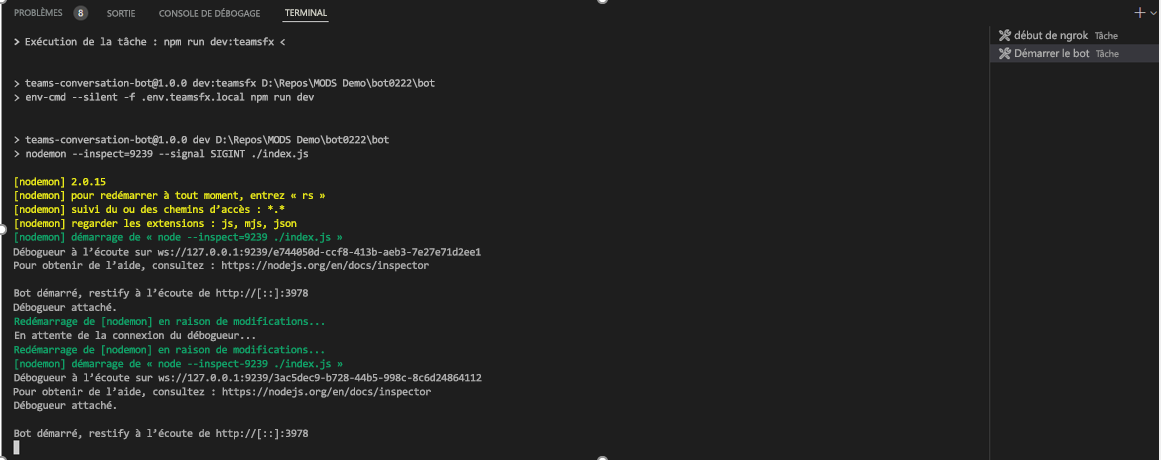 PROBLÈMES 8 SORTIE CONSOLE DE DÉBOGAGE TERMINAL
> Exécution de la tâche : npm run dev:teamsfx <
> teams-conversation-bot@1.0.0 dev:teamsfx D:\Repos\MODS Demo\bot0222\bot
> env-cmd --silent -f .env.teamsfx.local npm run dev
> teams-conversation-bot@1.0.0 dev D:\Repos\MODS Demo\bot0222\bot
> nodemon --inspect=9239 --signal SIGINT ./index.js
[nodemon] 2.0.15
[nodemon] pour redémarrer à tout moment, entrez « rs »
[nodemon] suivi du ou des chemins d’accès : *.*
[nodemon] regarder les extensions : js, mjs, json
[nodemon] démarrage de « node --inspect=9239 ./index.js »
Débogueur à l’écoute sur ws://127.0.0.1:9239/e744050d-ccf8-413b-aeb3-7e27e71d2ee1
Pour obtenir de l’aide, consultez : https://nodejs.org/en/docs/inspector
Bot démarré, restify à l’écoute de http://[::]:3978
Débogueur attaché.
Redémarrage de [nodemon] en raison de modifications...
En attente de la connexion du débogueur...
Redémarrage de [nodemon] en raison de modifications...
[nodemon] démarrage de « node --inspect-9239 ./index.js »
Débogueur à l’écoute sur ws://127.0.0.1:9239/3ac5dec9-b728-44b5-998c-8c6d24864112
Pour obtenir de l’aide, consultez : https://nodejs.org/en/docs/inspector
Débogueur attaché.
Bot démarré, restify à l’écoute de http://[::]:3978
début de ngrok Tâche
Démarrer le bot Tâche